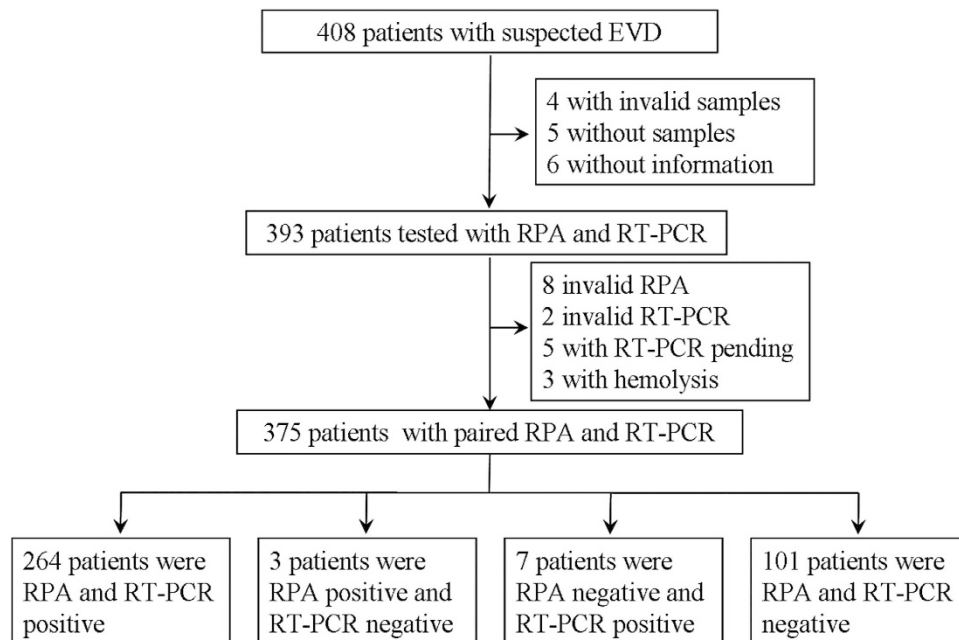 408 patients with suspected EVD
4 with invalid samples
5 without samples
6 without information
393 patients tested with RPA and RT-PCR
8 invalid RPA
2 invalid RT-PCR
5 with RT-PCR pending
3 with hemolysis
375 patients with paired RPA and RT-PCR
264 patients were
RPA and RT-PCR
positive
3 patients were
RPA positive and
RT-PCR negative
7 patients were
RPA negative and
RT-PCR positive
101 patients were
RPA and RT-PCR
negative